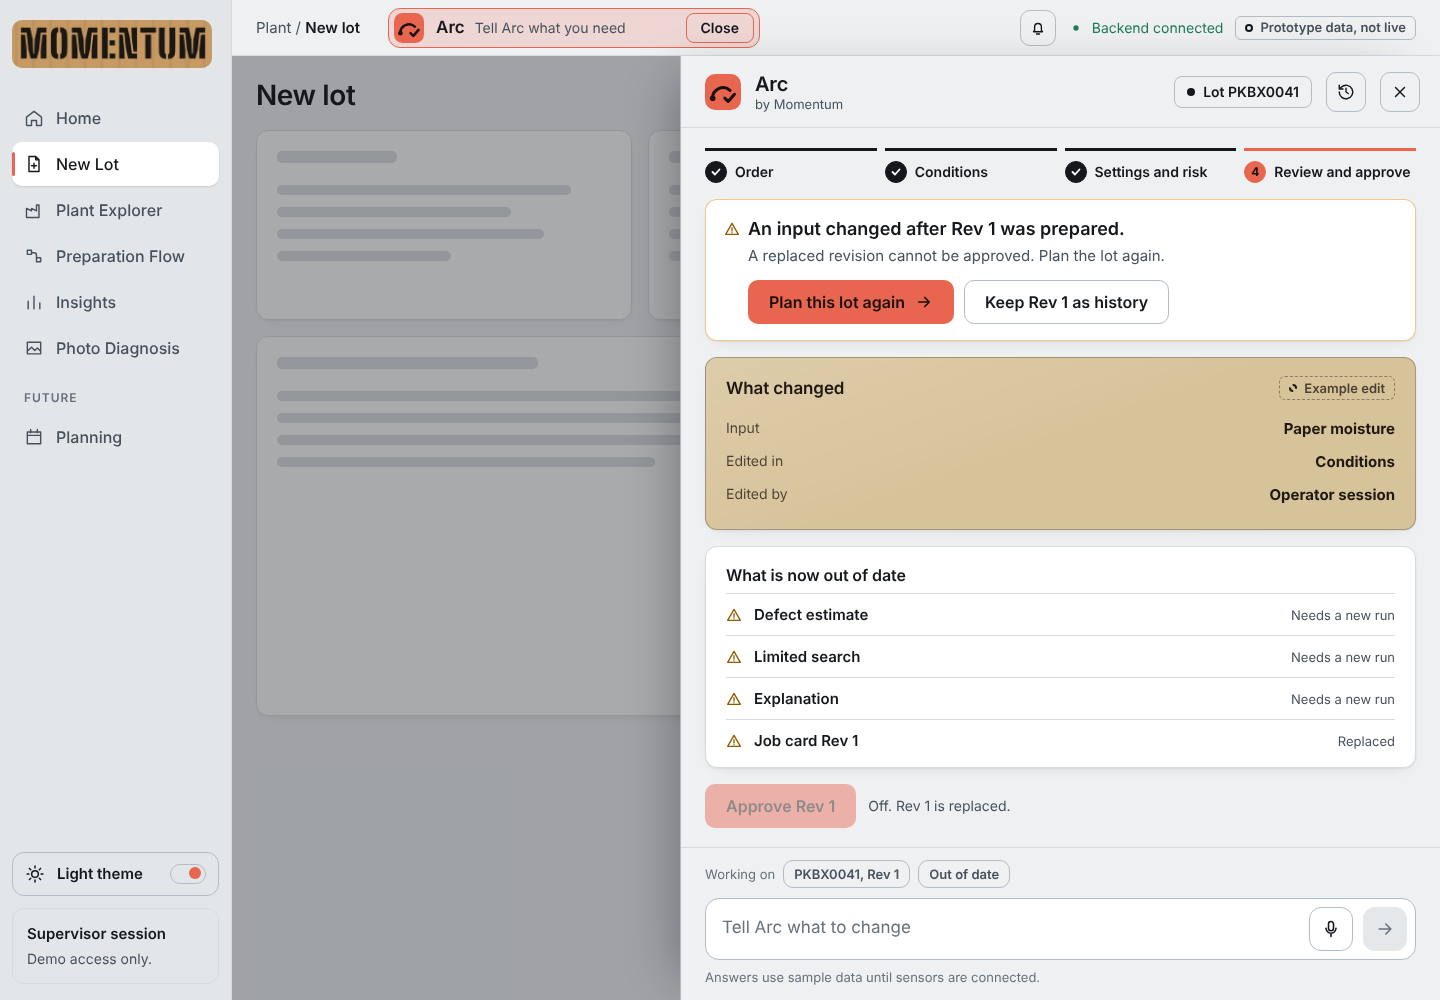 MOMENTUM
Home
New Lot
Plant Explorer
Preparation Flow
Insights
Photo Diagnosis
FUTURE
Planning
Light theme
Supervisor session
Demo access only.
Plant / New lot
Arc Tell Arc what you need Close
Backend connected
Prototype data, not live
New lot
Arc
by Momentum
Lot PKBX0041
Order
Conditions
Settings and risk
4 Review and approve
An input changed after Rev 1 was prepared.
A replaced revision cannot be approved. Plan the lot again.
Plan this lot again →
Keep Rev 1 as history
What changed
Example edit
Input Paper moisture
Edited in Conditions
Edited by Operator session
What is now out of date
Defect estimate Needs a new run
Limited search Needs a new run
Explanation Needs a new run
Job card Rev 1 Replaced
Approve Rev 1 Off. Rev 1 is replaced.
Working on PKBX0041, Rev 1 Out of date
Tell Arc what to change
Answers use sample data until sensors are connected.